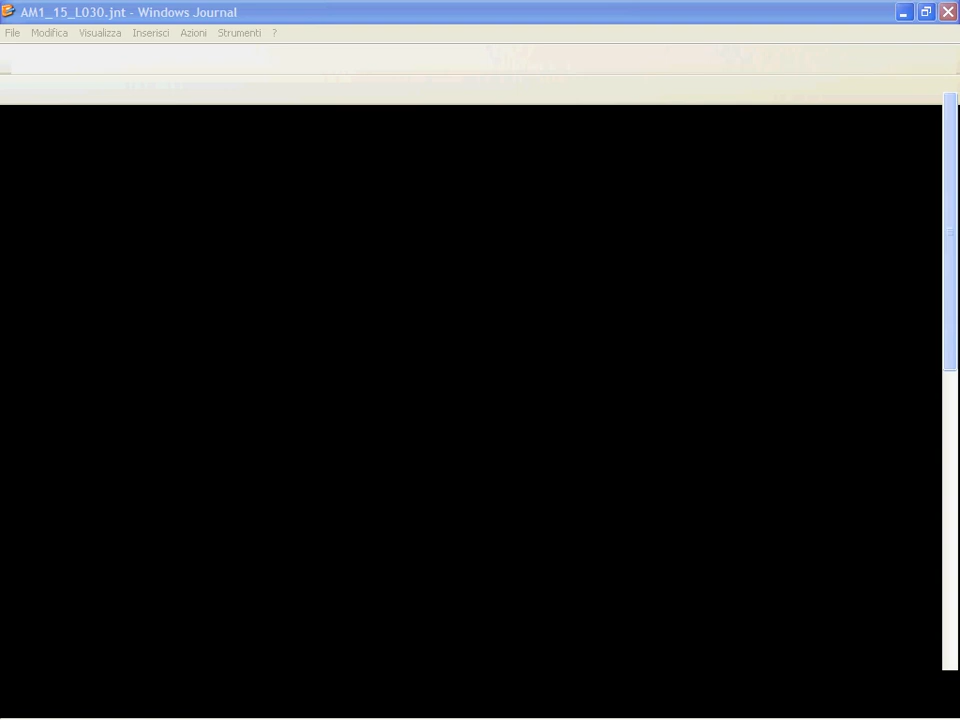 AM1_15_L030.jnt - Windows Journal
File Modifica Visualizza Inserisci Azioni Strumenti ?